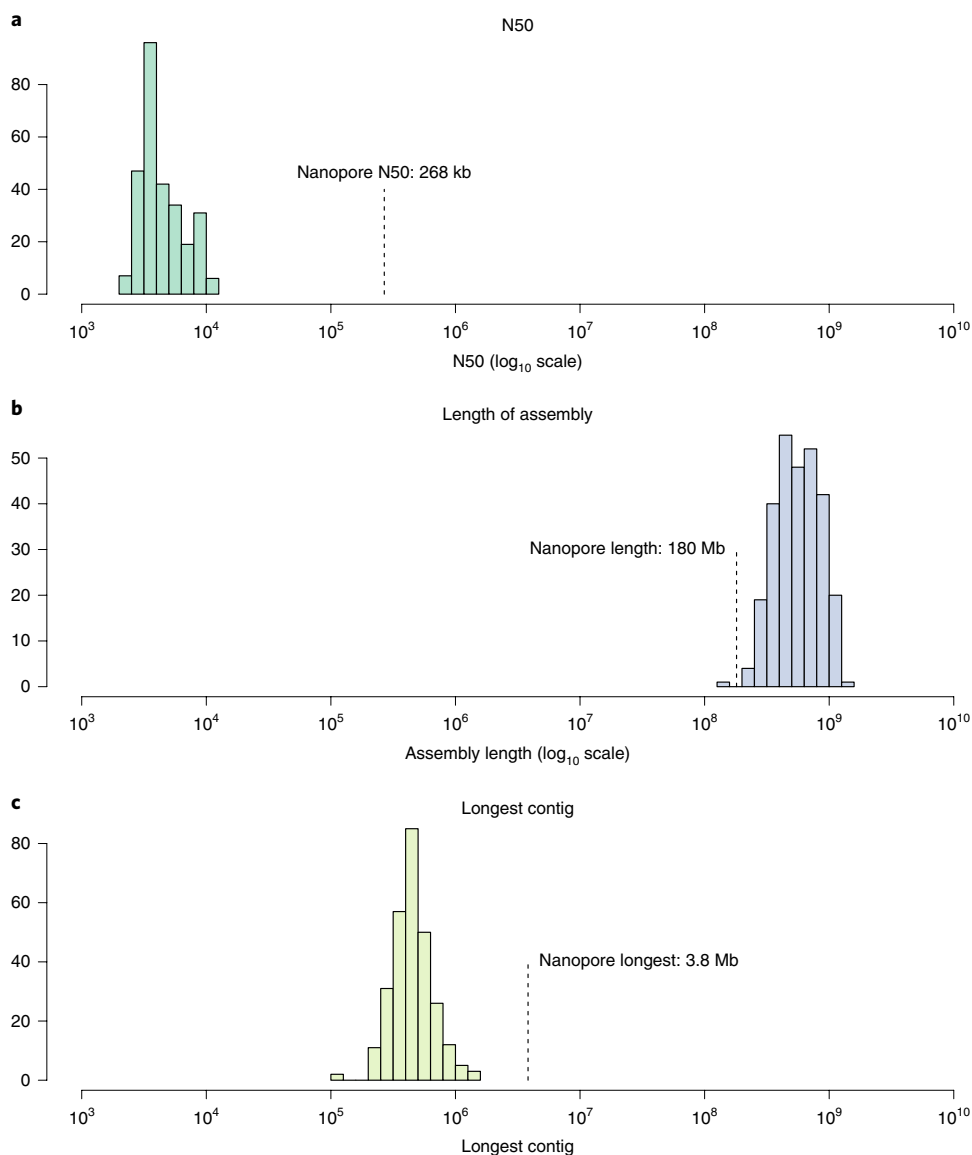 a
N50
80
60
40
20
0
Nanopore N50: 268 kb
10³ 10⁴ 10⁵ 10⁶ 10⁷ 10⁸ 10⁹ 10¹⁰
N50 (log₁₀ scale)
b
Length of assembly
50
40
30
20
10
0
Nanopore length: 180 Mb
10³ 10⁴ 10⁵ 10⁶ 10⁷ 10⁸ 10⁹ 10¹⁰
Assembly length (log₁₀ scale)
c
Longest contig
80
60
40
20
0
Nanopore longest: 3.8 Mb
10³ 10⁴ 10⁵ 10⁶ 10⁷ 10⁸ 10⁹ 10¹⁰
Longest contig